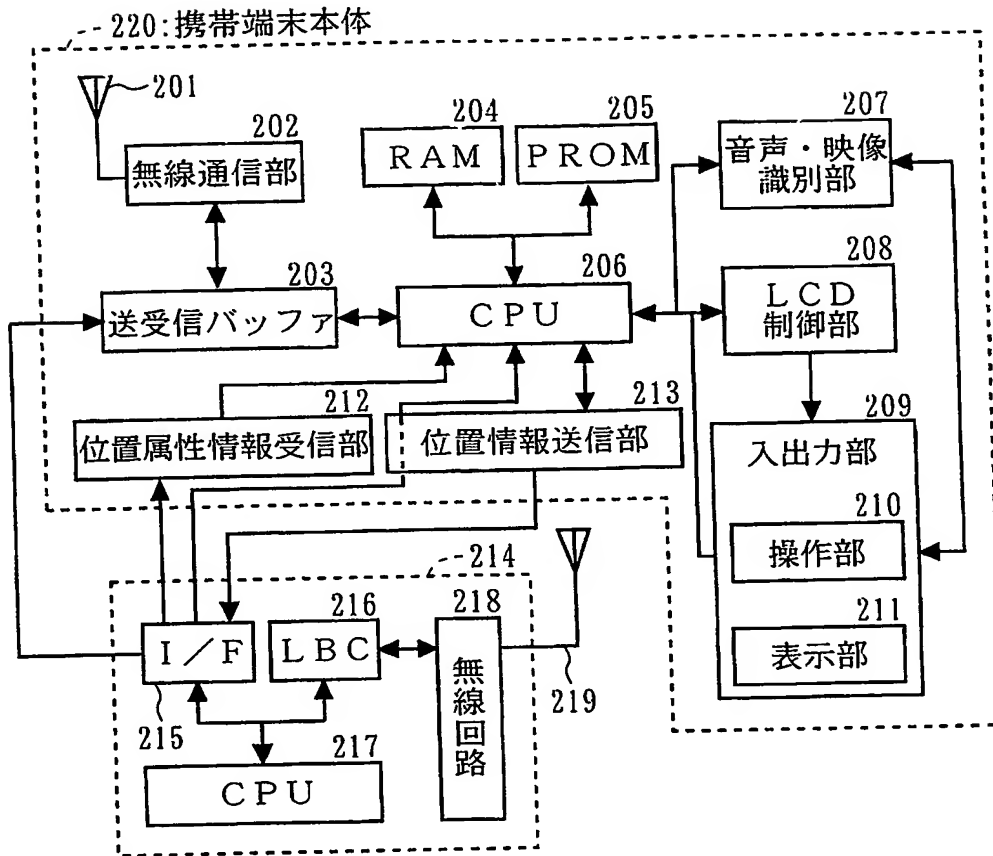 220:携帯端末本体
201
202
無線通信部
204
RAM
205
PROM
207
音声・映像
識別部
203
送受信バッファ
206
CPU
208
LCD
制御部
212
位置属性情報受信部
213
位置情報送信部
209
入出力部
210
操作部
211
表示部
214
215
I/F
216
LBC
217
CPU
218
無線回路
219